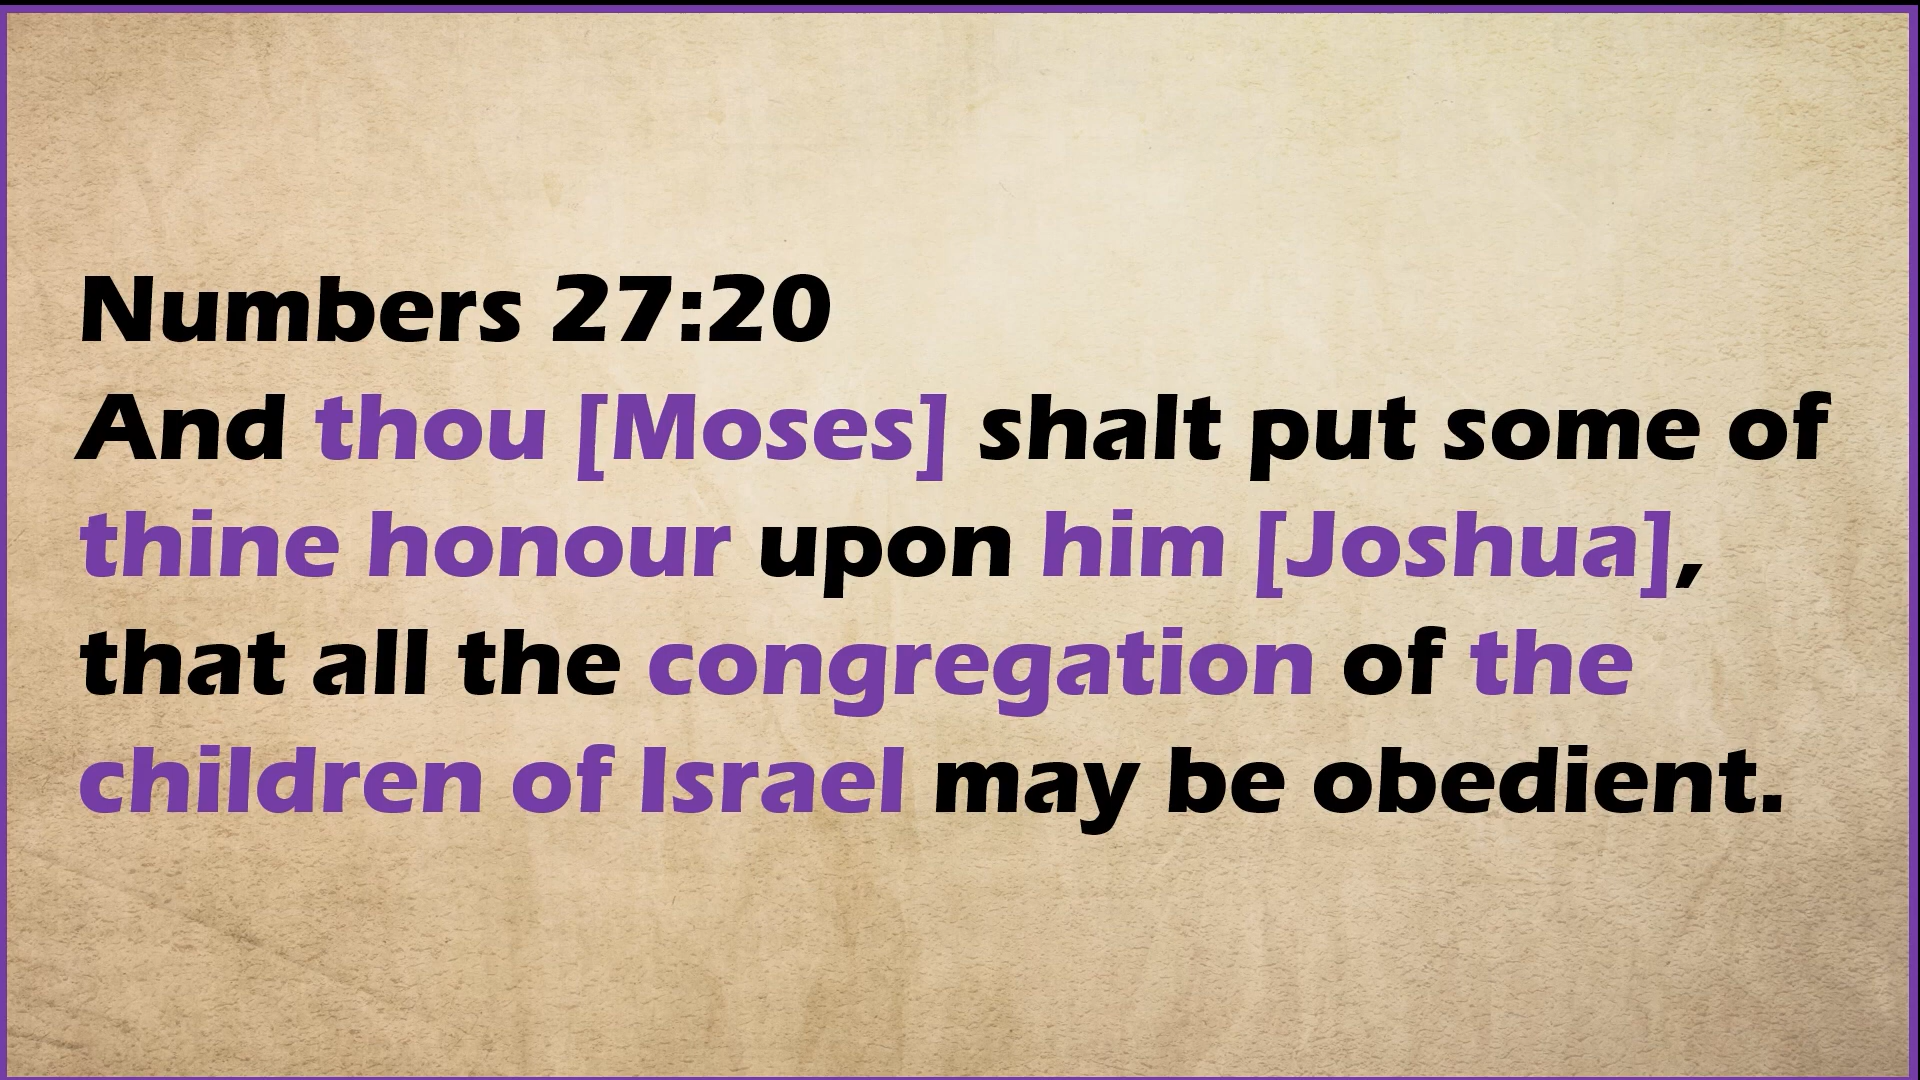 Numbers 27:20
And thou [Moses] shalt put some of
thine honour upon him [Joshua],
that all the congregation of the
children of Israel may be obedient.